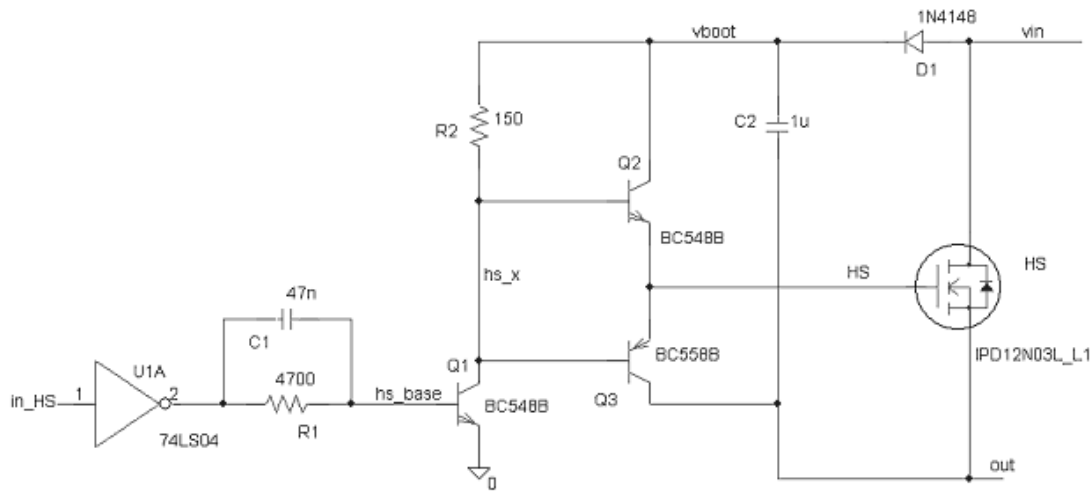 1N4148
vboot
vin
D1
R2
150
C2
1u
Q2
BC548B
hs_x
HS
HS
47n
C1
BC558B
IPD12N03L_L1
Q1
U1A
4700
hs_base
in_HS
1
2
BC548B
Q3
74LS04
R1
out
0